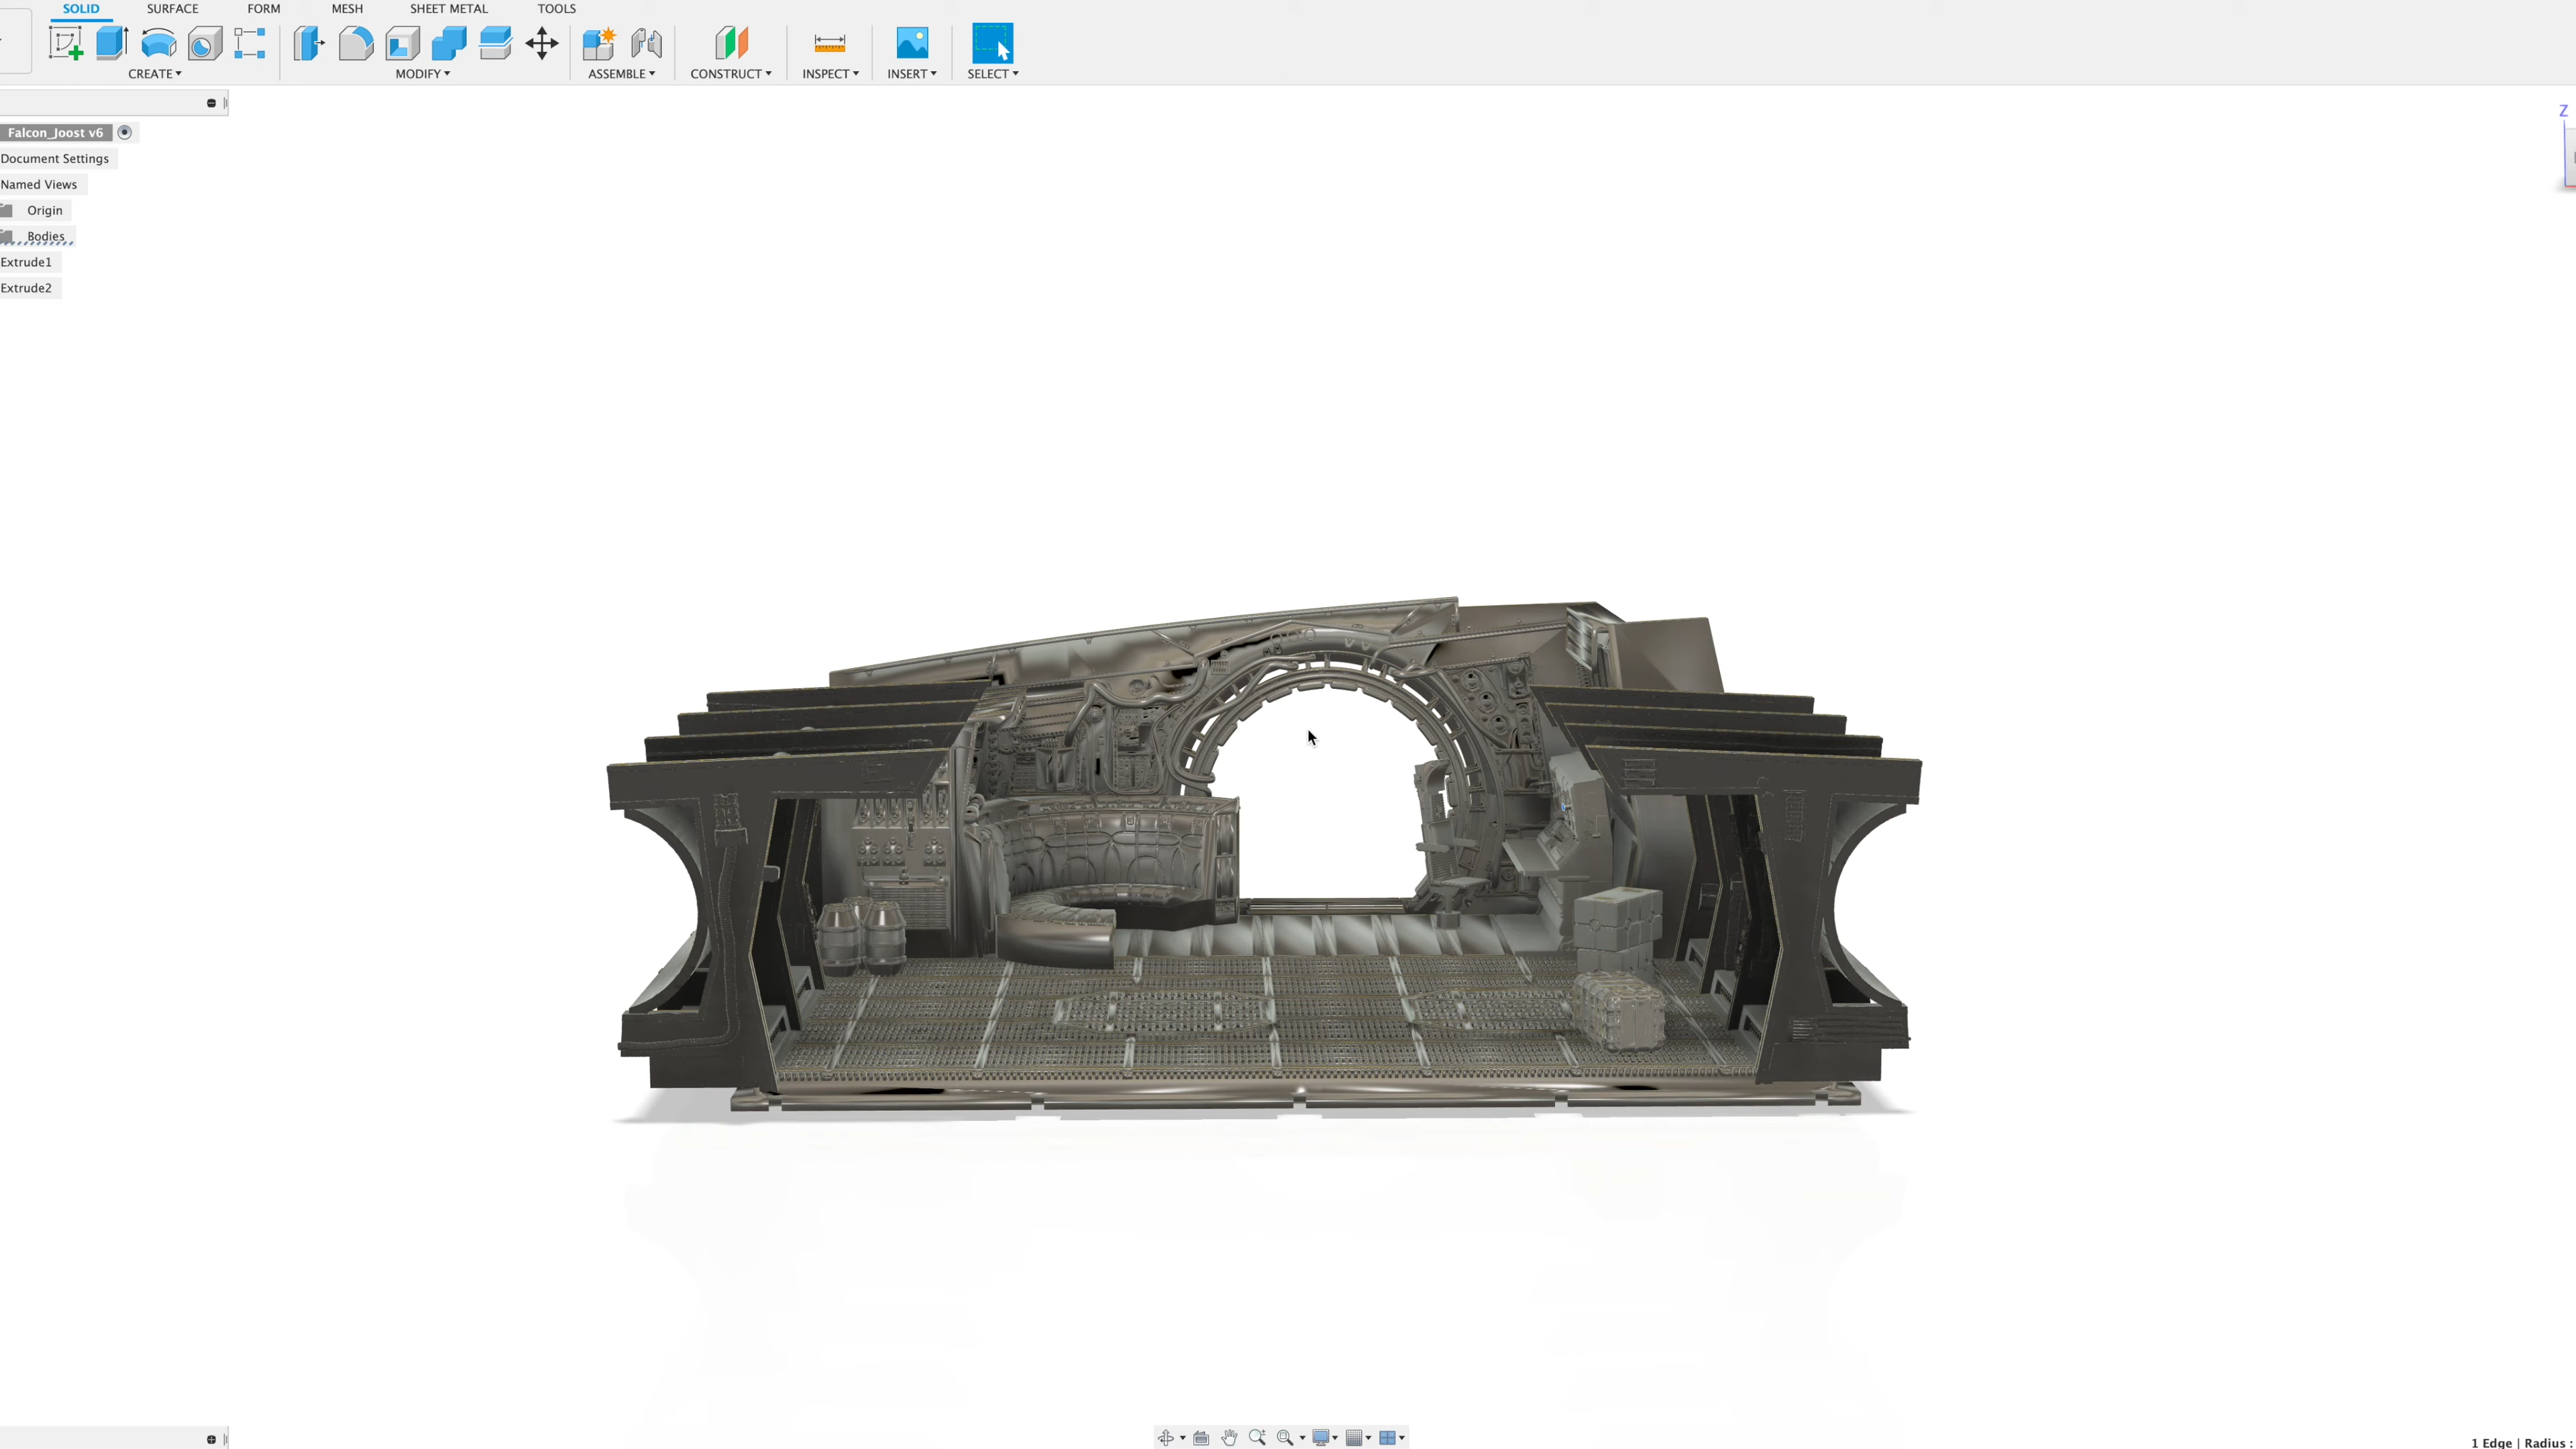 SOLID SURFACE FORM MESH SHEET METAL TOOLS
CREATE MODIFY ASSEMBLE CONSTRUCT INSPECT INSERT SELECT
Falcon_Joost v6
Document Settings
Named Views
Origin
Bodies
Extrude1
Extrude2
Z
1 Edge | Radius :